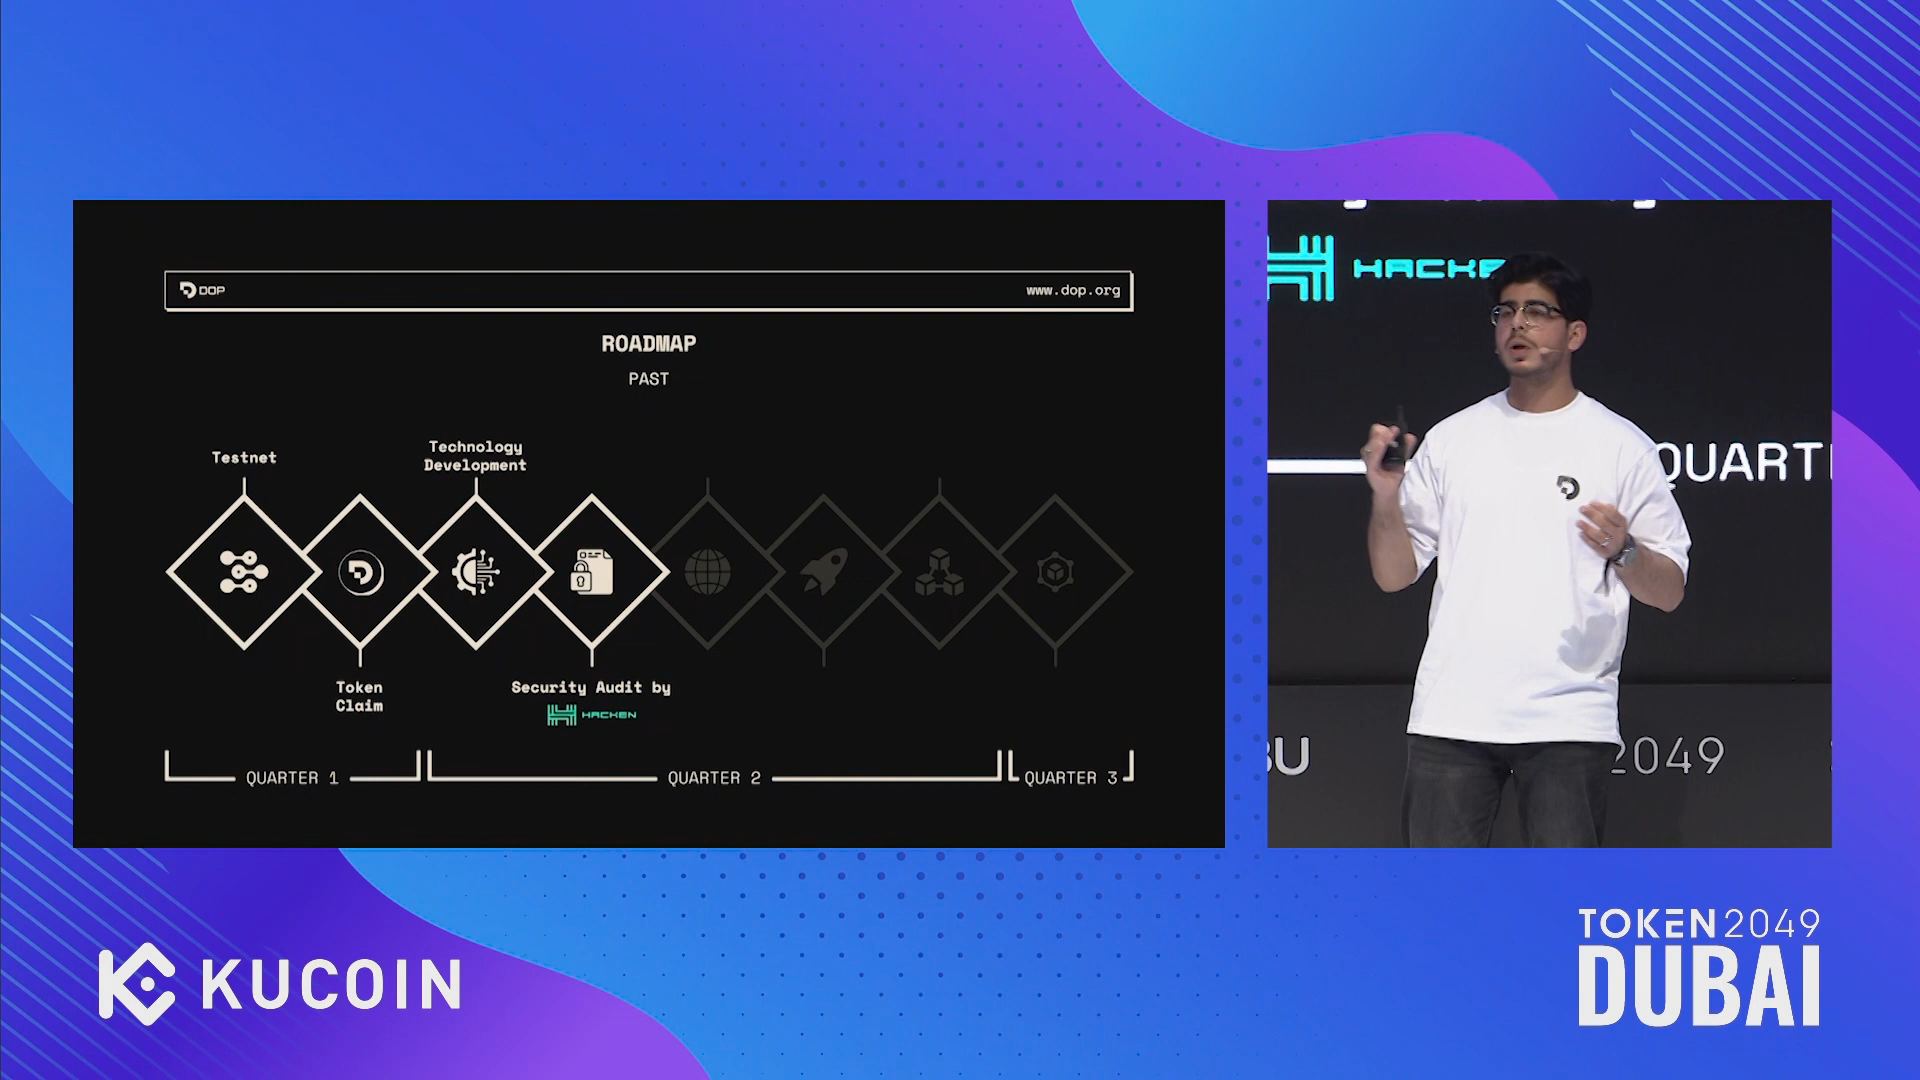 DOP
www.dop.org
ROADMAP
PAST
Testnet
Technology
Development
Token
Claim
Security Audit by
HACKEN
QUARTER 1
QUARTER 2
QUARTER 3
HACKE
QUART
2049
KUCOIN
TOKEN2049
DUBAI